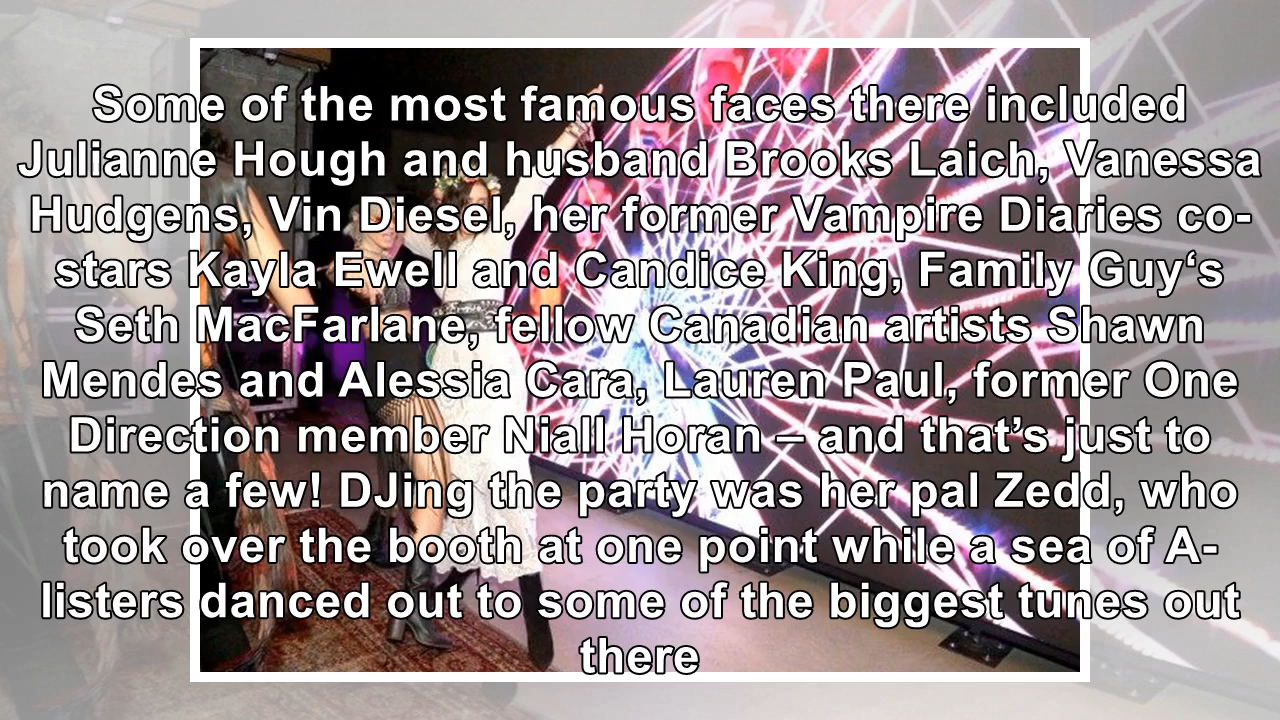 Some of the most famous faces there included
Julianne Hough and husband Brooks Laich, Vanessa
Hudgens, Vin Diesel, her former Vampire Diaries co-
stars Kayla Ewell and Candice King, Family Guy‘s
Seth MacFarlane, fellow Canadian artists Shawn
Mendes and Alessia Cara, Lauren Paul, former One
Direction member Niall Horan – and that’s just to
name a few! DJing the party was her pal Zedd, who
took over the booth at one point while a sea of A-
listers danced out to some of the biggest tunes out
there